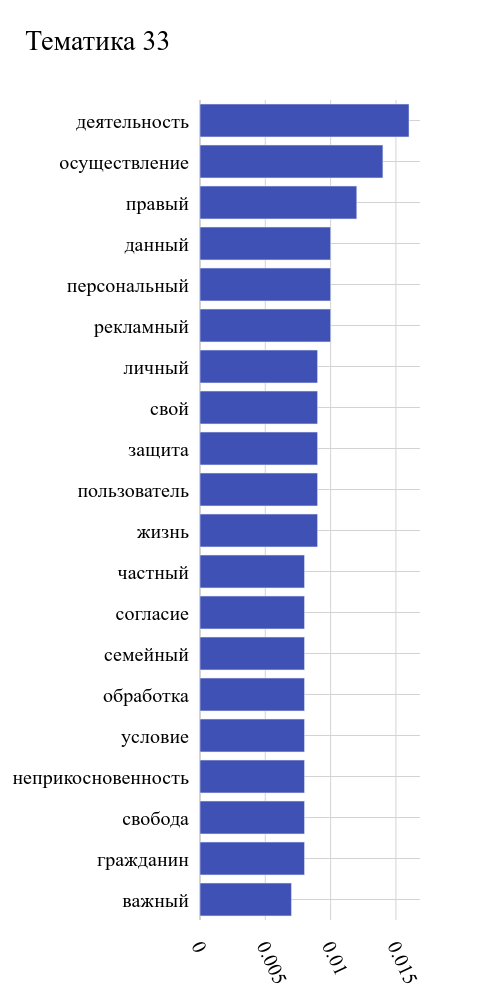 Тематика 33
деятельность
осуществление
правый
данный
персональный
рекламный
личный
свой
защита
пользователь
жизнь
частный
согласие
семейный
обработка
условие
неприкосновенность
свобода
гражданин
важный
0
0.005
0.01
0.015